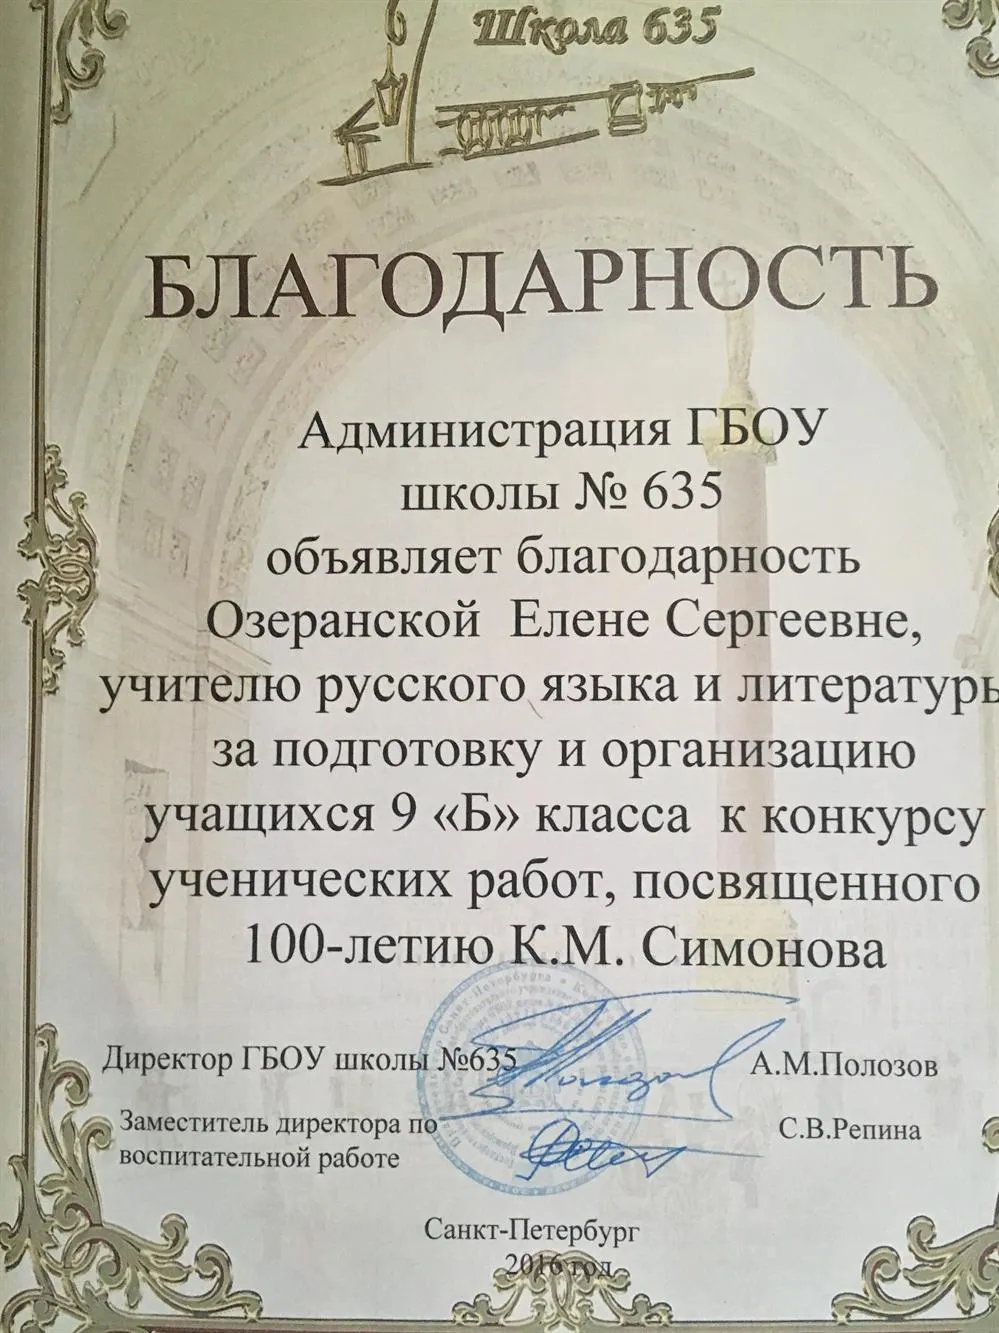 Школа 635
БЛАГОДАРНОСТЬ
Администрация ГБОУ
школы № 635
объявляет благодарность
Озеранской Елене Сергеевне,
учителю русского языка и литературы
за подготовку и организацию
учащихся 9 «Б» класса к конкурсу
ученических работ, посвященного
100-летию К.М. Симонова
Директор ГБОУ школы №635 А.М.Полозов
Заместитель директора по
воспитательной работе С.В.Репина
Санкт-Петербург
2016 год